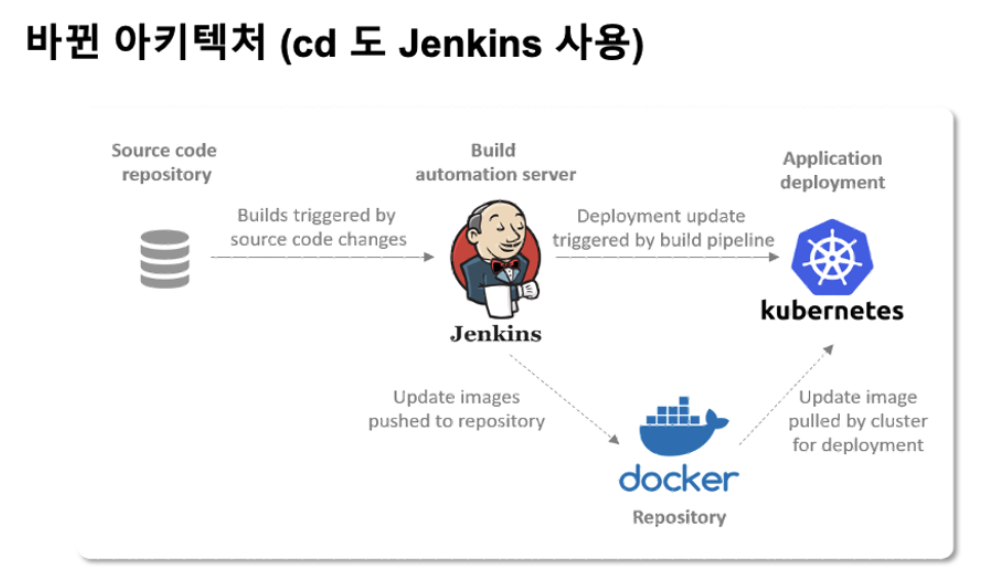 바뀐 아키텍처 (cd 도 Jenkins 사용)
Source code
repository
Build
automation server
Application
deployment
Builds triggered by
source code changes
Deployment update
triggered by build pipeline
Jenkins
kubernetes
Update images
pushed to repository
Update image
pulled by cluster
for deployment
docker
Repository